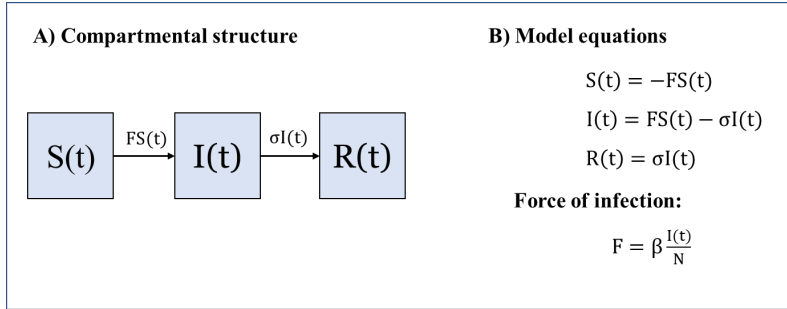 A) Compartmental structure
S(t)
FS(t)
I(t)
σI(t)
R(t)
B) Model equations
S(t) = −FS(t)
I(t) = FS(t) − σI(t)
R(t) = σI(t)
Force of infection:
F = β I(t)/N